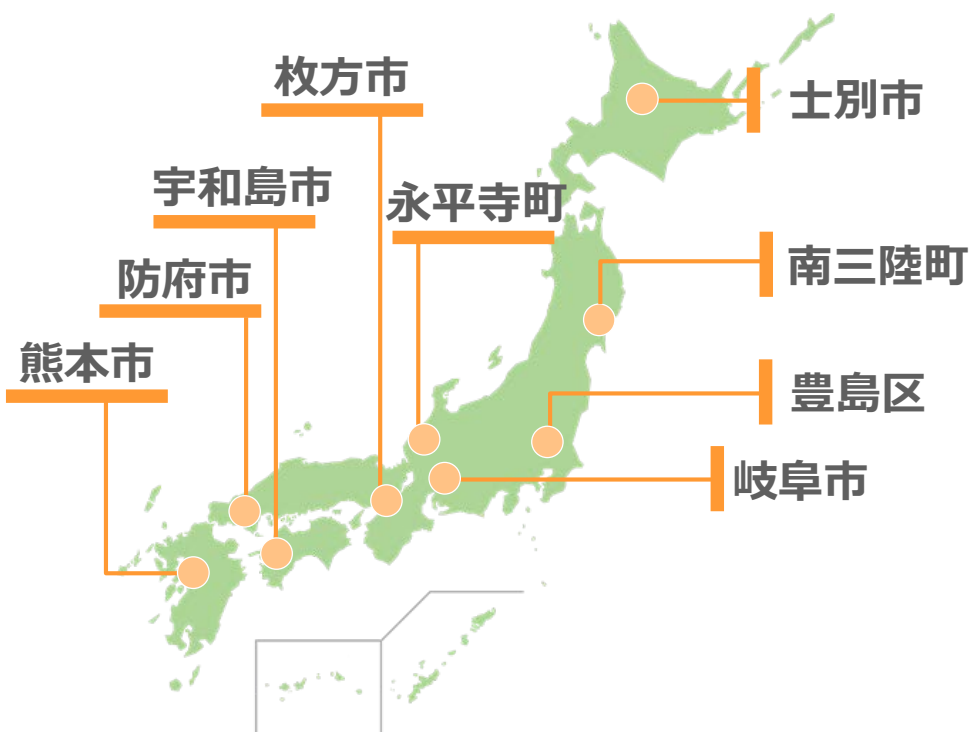 枚方市
士別市
宇和島市
永平寺町
防府市
南三陸町
熊本市
豊島区
岐阜市